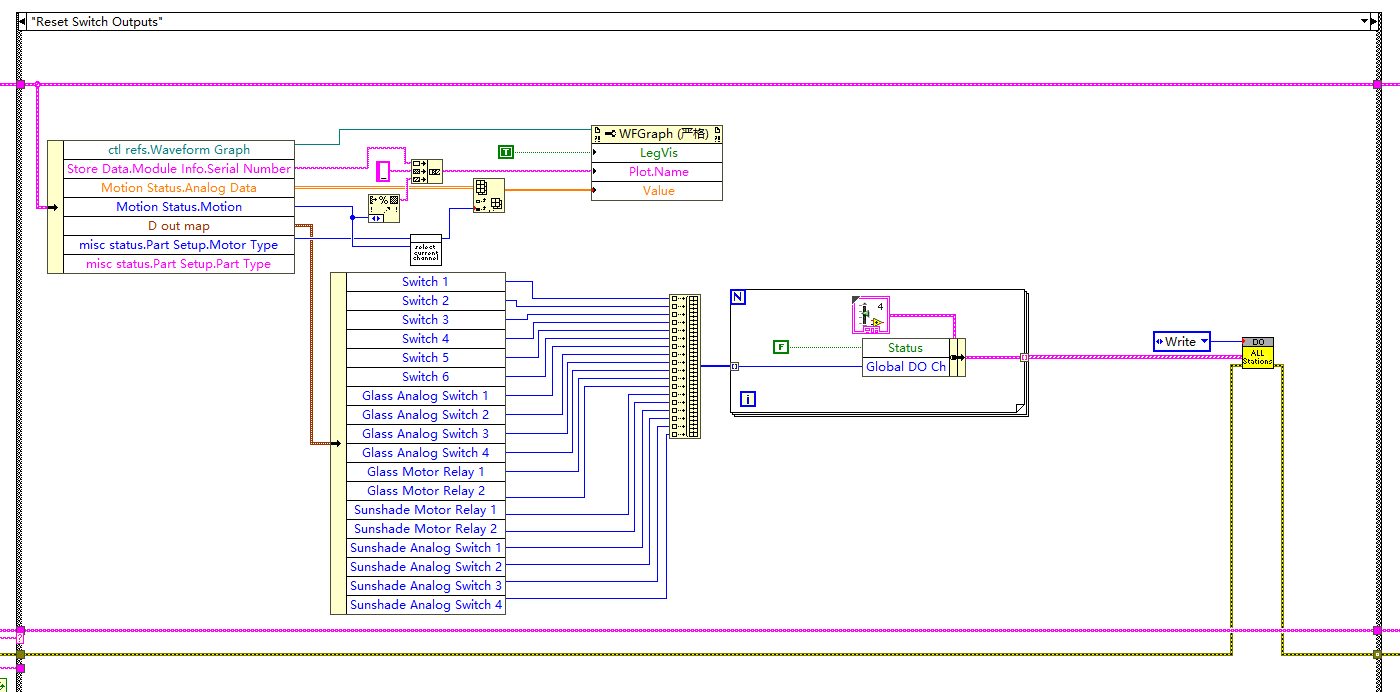 "Reset Switch Outputs"
WFGraph (严格)
ctl refs.Waveform Graph
T
LegVis
Store Data.Module Info.Serial Number
Plot.Name
Motion Status.Analog Data
Value
Motion Status.Motion
D out map
misc status.Part Setup.Motor Type
select current channel
misc status.Part Setup.Part Type
Switch 1
Switch 2
Switch 3
Switch 4
Switch 5
Switch 6
Glass Analog Switch 1
Glass Analog Switch 2
Glass Analog Switch 3
Glass Analog Switch 4
Glass Motor Relay 1
Glass Motor Relay 2
Sunshade Motor Relay 1
Sunshade Motor Relay 2
Sunshade Analog Switch 1
Sunshade Analog Switch 2
Sunshade Analog Switch 3
Sunshade Analog Switch 4
N
4
F
Status
Global DO Ch
i
Write
DO
ALL
Stations
?